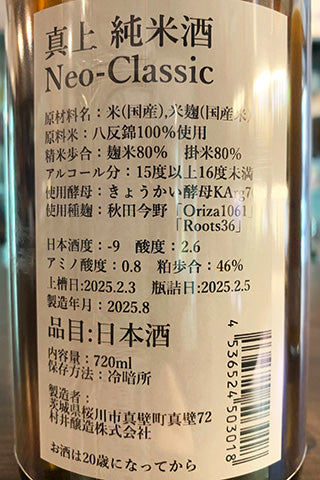 真上 純米酒
Neo-Classic
原材料名：米(国産),米麹(国産米)
原料米：八反錦100％使用
精米歩合：麹米80％　掛米80％
アルコール分：15度以上16度未満
使用酵母：きょうかい酵母KArg7
使用種麹：秋田今野「Oriza1061」
「Roots36」
日本酒度：-9　酸度：2.6
アミノ酸度：0.8　粕歩合：46％
上槽日:2025.2.3　瓶詰日:2025.2.5
製造年月：2025.8
品目:日本酒
内容量：720ml
保存方法：冷暗所
製造者：
茨城県桜川市真壁町真壁72
村井醸造株式会社
お酒は20歳になってから
4536524503018